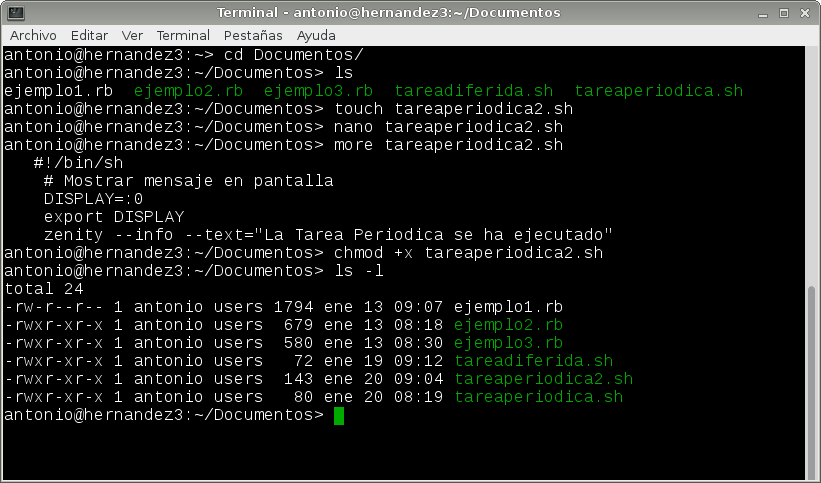 Terminal - antonio@hernandez3:~/Documentos
Archivo Editar Ver Terminal Pestañas Ayuda
antonio@hernandez3:~> cd Documentos/
antonio@hernandez3:~/Documentos> ls
ejemplo1.rb  ejemplo2.rb  ejemplo3.rb  tareadiferida.sh  tareaperiodica.sh
antonio@hernandez3:~/Documentos> touch tareaperiodica2.sh
antonio@hernandez3:~/Documentos> nano tareaperiodica2.sh
antonio@hernandez3:~/Documentos> more tareaperiodica2.sh
   #!/bin/sh
    # Mostrar mensaje en pantalla
    DISPLAY=:0
    export DISPLAY
    zenity --info --text="La Tarea Periodica se ha ejecutado"
antonio@hernandez3:~/Documentos> chmod +x tareaperiodica2.sh
antonio@hernandez3:~/Documentos> ls -l
total 24
-rw-r--r-- 1 antonio users 1794 ene 13 09:07 ejemplo1.rb
-rwxr-xr-x 1 antonio users  679 ene 13 08:18 ejemplo2.rb
-rwxr-xr-x 1 antonio users  580 ene 13 08:30 ejemplo3.rb
-rwxr-xr-x 1 antonio users   72 ene 19 09:12 tareadiferida.sh
-rwxr-xr-x 1 antonio users  143 ene 20 09:04 tareaperiodica2.sh
-rwxr-xr-x 1 antonio users   80 ene 20 08:19 tareaperiodica.sh
antonio@hernandez3:~/Documentos>